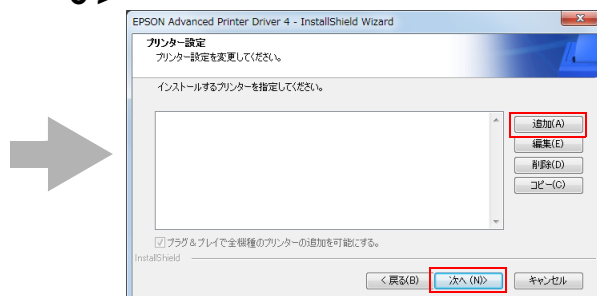 EPSON Advanced Printer Driver 4 - InstallShield Wizard
プリンター設定
プリンター設定を変更してください。
インストールするプリンターを指定してください。
追加(A)
編集(E)
削除(D)
コピー(C)
プラグ＆プレイで全機種のプリンターの追加を可能にする。
InstallShield
< 戻る(B)
次へ (N)>
キャンセル